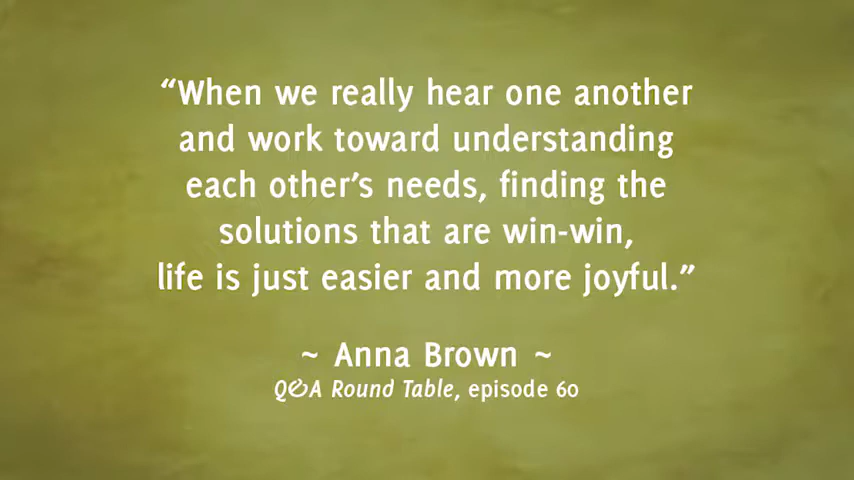 “When we really hear one another
and work toward understanding
each other’s needs, finding the
solutions that are win-win,
life is just easier and more joyful.”
~ Anna Brown ~
Q&A Round Table, episode 60